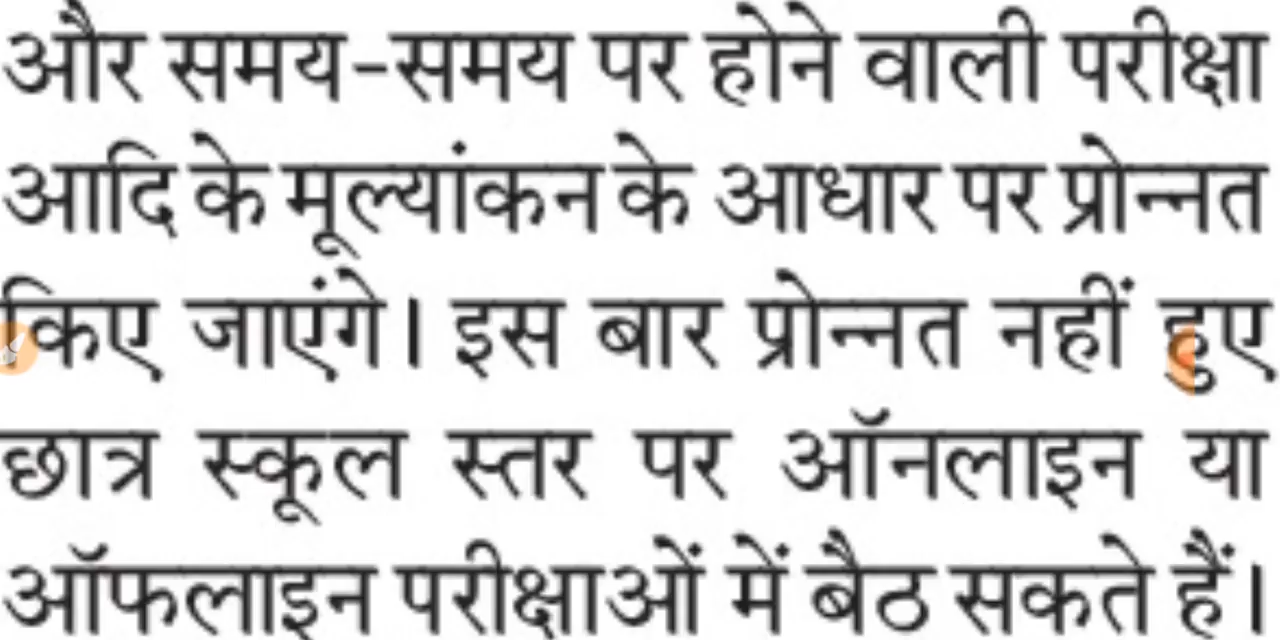 और समय-समय पर होने वाली परीक्षा
आदि के मूल्यांकन के आधार पर प्रोन्नत
किए जाएंगे। इस बार प्रोन्नत नहीं हुए
छात्र स्कूल स्तर पर ऑनलाइन या
ऑफलाइन परीक्षाओं में बैठ सकते हैं।